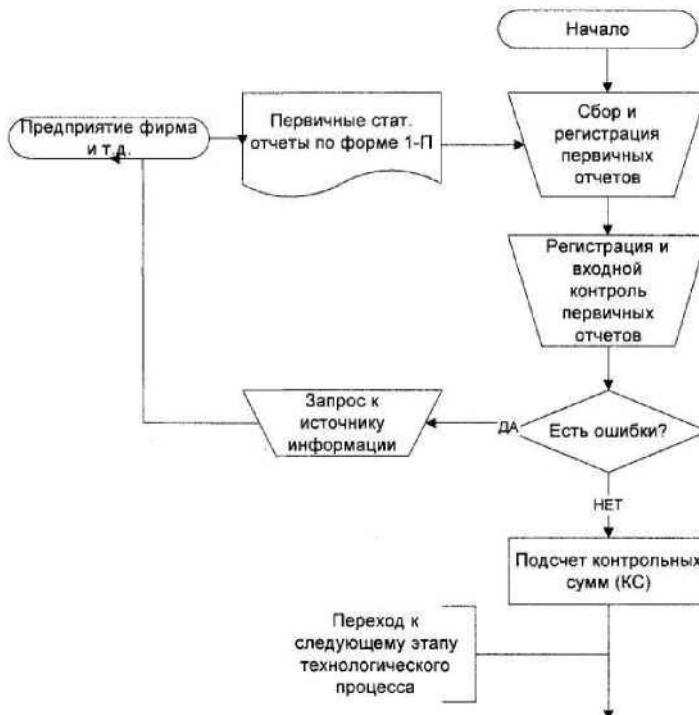 Начало
Предприятие фирма
и т.д.
Первичные стат.
отчеты по форме 1-П
Сбор и
регистрация
первичных
отчетов
Регистрация и
входной
контроль
первичных
отчетов
Запрос к
источнику
информации
ДА
Есть ошибки?
НЕТ
Подсчет контрольных
сумм (КС)
Переход к
следующему этапу
технологического
процесса